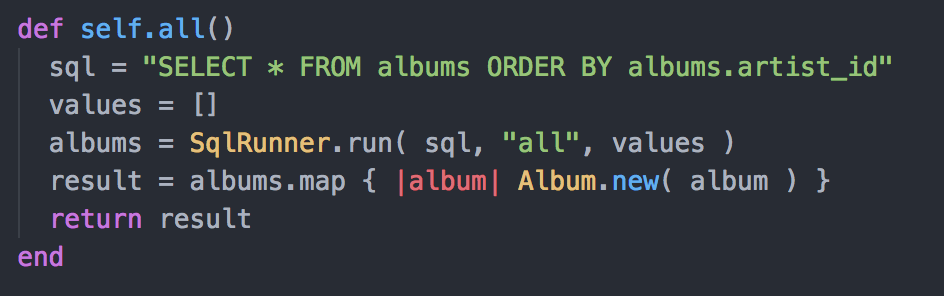 def self.all()
  sql = "SELECT * FROM albums ORDER BY albums.artist_id"
  values = []
  albums = SqlRunner.run( sql, "all", values )
  result = albums.map { |album| Album.new( album ) }
  return result
end